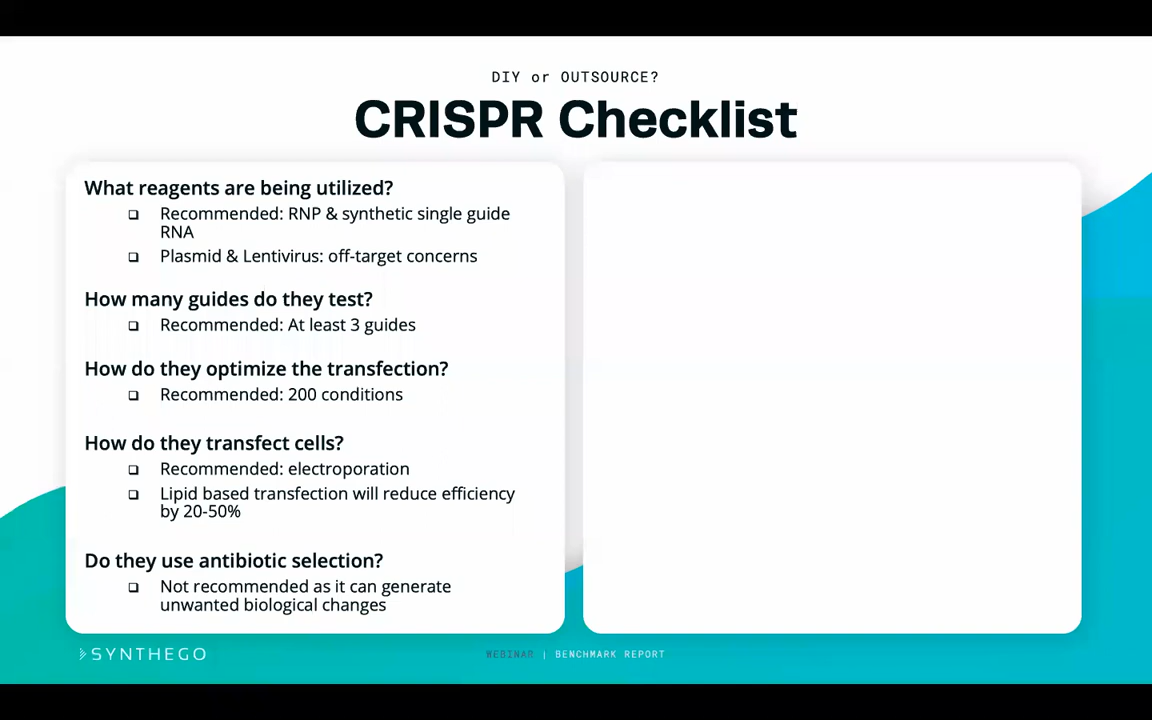 DIY or OUTSOURCE?
CRISPR Checklist
What reagents are being utilized?
❑ Recommended: RNP & synthetic single guide
RNA
❑ Plasmid & Lentivirus: off-target concerns
How many guides do they test?
❑ Recommended: At least 3 guides
How do they optimize the transfection?
❑ Recommended: 200 conditions
How do they transfect cells?
❑ Recommended: electroporation
❑ Lipid based transfection will reduce efficiency
by 20-50%
Do they use antibiotic selection?
❑ Not recommended as it can generate
unwanted biological changes
SYNTHEGO
WEBINAR | BENCHMARK REPORT